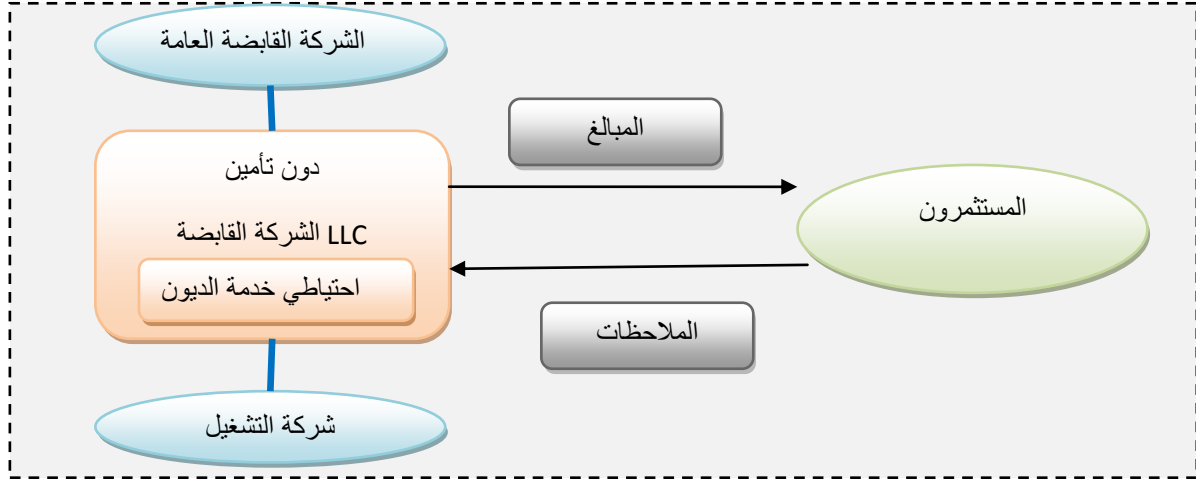 الشركة القابضة العامة
المبالغ
دون تأمين
LLC الشركة القابضة
احتياطي خدمة الديون
المستثمرون
الملاحظات
شركة التشغيل